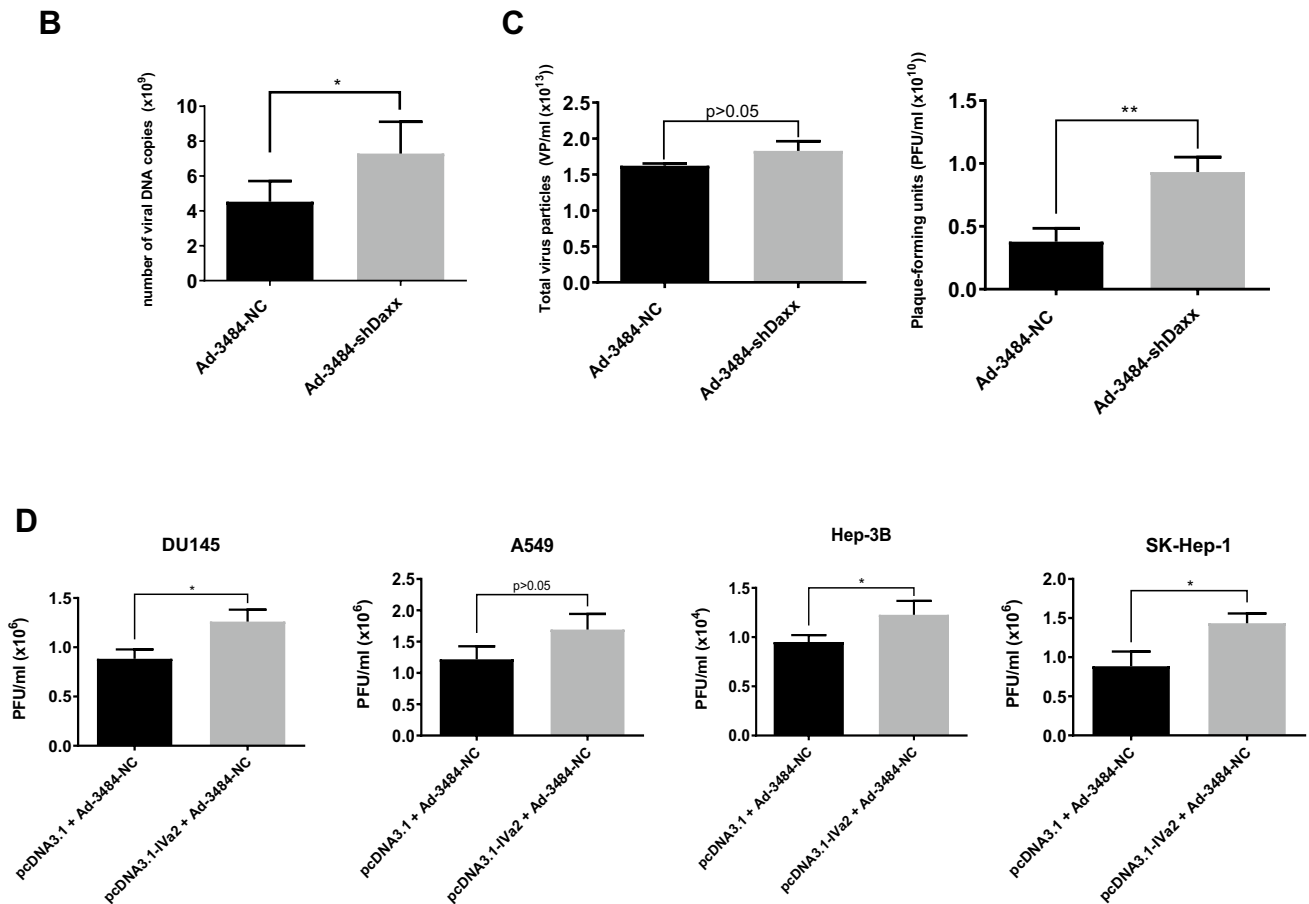 B
number of viral DNA copies (x10⁹)
10
8
6
4
2
0
*
Ad-3484-NC
Ad-3484-shDaxx
C
Total virus particles (VP/ml (x10¹³))
2.5
2.0
1.5
1.0
0.5
0.0
p>0.05
Ad-3484-NC
Ad-3484-shDaxx
Plaque-forming units (PFU/ml (x10¹⁰)
1.5
1.0
0.5
0.0
**
Ad-3484-NC
Ad-3484-shDaxx
D
DU145
PFU/ml (x10⁶)
1.5
1.0
0.5
0.0
*
pcDNA3.1 + Ad-3484-NC
pcDNA3.1-IVa2 + Ad-3484-NC
A549
PFU/ml (x10⁶)
2.5
2.0
1.5
1.0
0.5
0.0
p>0.05
pcDNA3.1 + Ad-3484-NC
pcDNA3.1-IVa2 + Ad-3484-NC
Hep-3B
PFU/ml (x10⁴)
1.5
1.0
0.5
0.0
*
pcDNA3.1 + Ad-3484-NC
pcDNA3.1-IVa2 + Ad-3484-NC
SK-Hep-1
PFU/ml (x10⁶)
2.0
1.5
1.0
0.5
0.0
*
pcDNA3.1 + Ad-3484-NC
pcDNA3.1-IVa2 + Ad-3484-NC